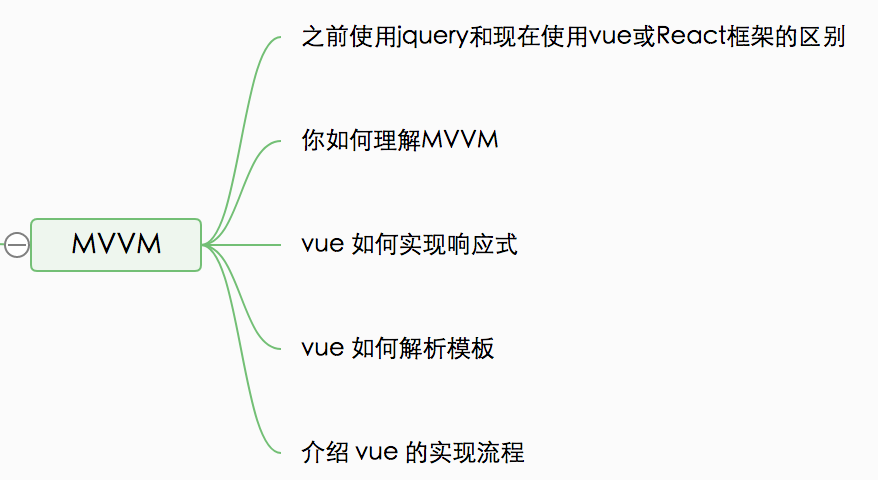 之前使用jquery和现在使用vue或React框架的区别
你如何理解MVVM
MVVM
vue 如何实现响应式
vue 如何解析模板
介绍 vue 的实现流程